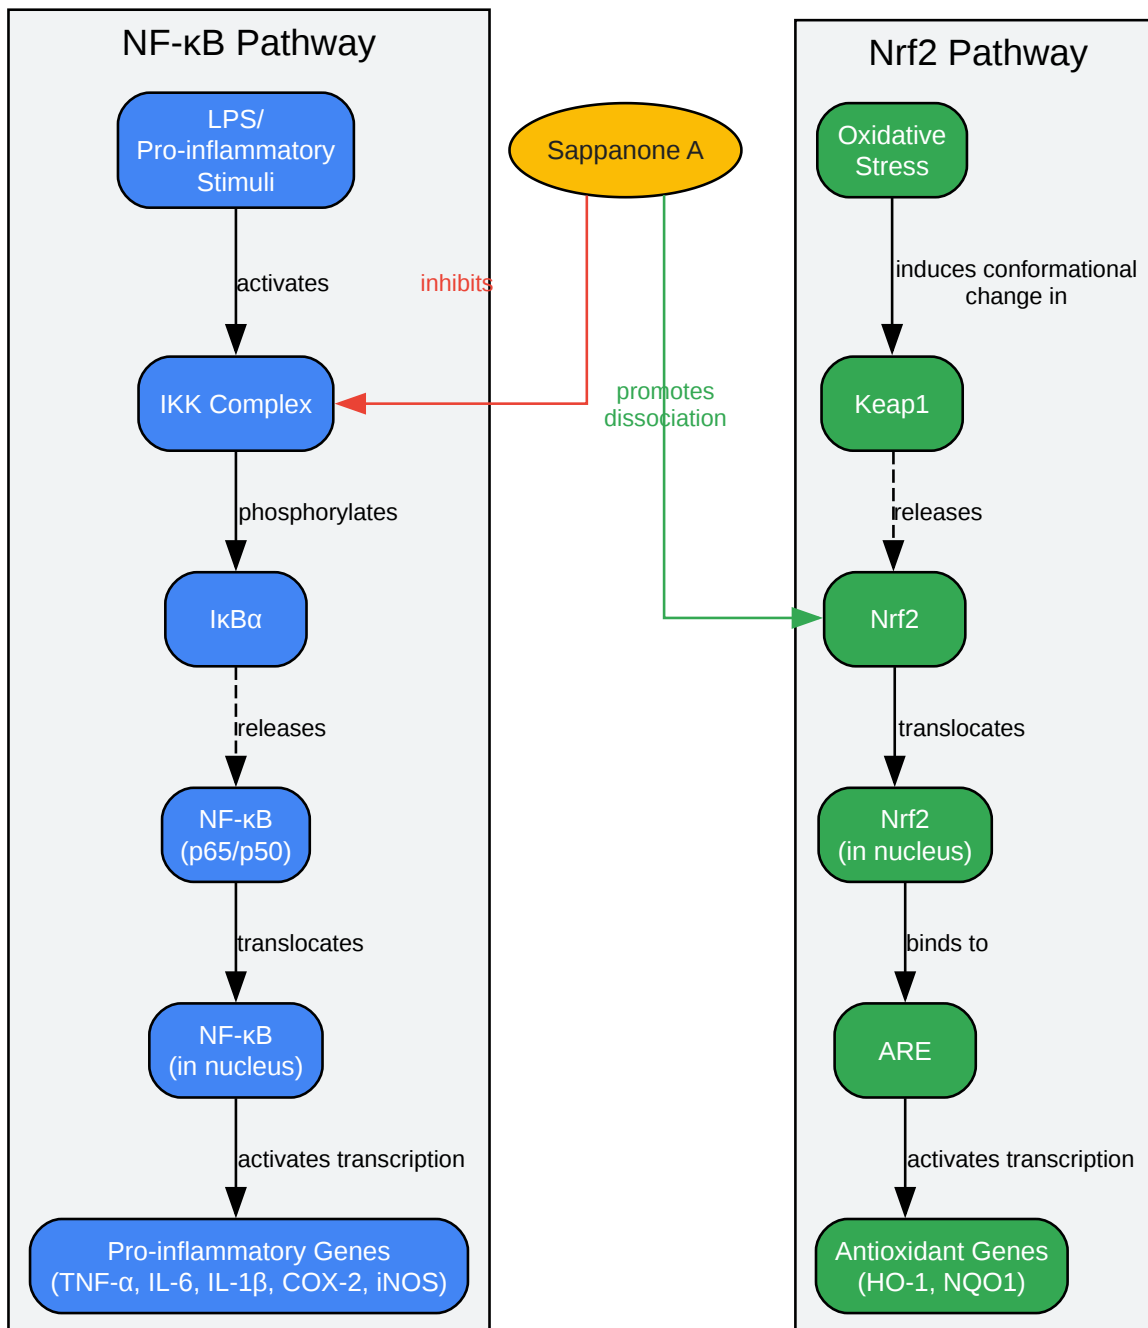 NF-κB Pathway
LPS/
Pro-inflammatory
Stimuli
activates
IKK Complex
phosphorylates
IκBα
releases
NF-κB
(p65/p50)
translocates
NF-κB
(in nucleus)
activates transcription
Pro-inflammatory Genes
(TNF-α, IL-6, IL-1β, COX-2, iNOS)
Sappanone A
inhibits
promotes
dissociation
Nrf2 Pathway
Oxidative
Stress
induces conformational
change in
Keap1
releases
Nrf2
translocates
Nrf2
(in nucleus)
binds to
ARE
activates transcription
Antioxidant Genes
(HO-1, NQO1)